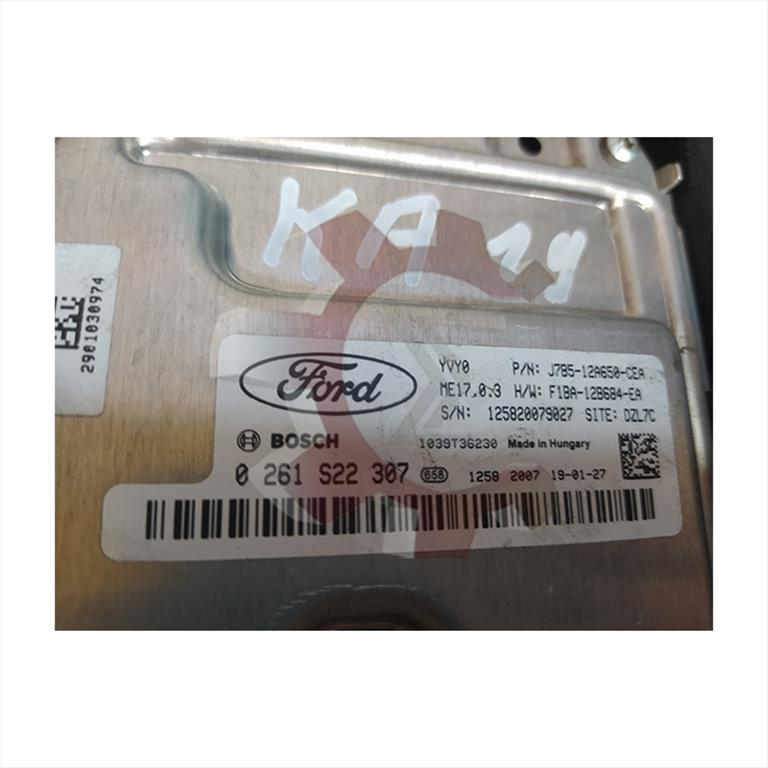 KA 19
2901030974
Ford
YVY0 P/N: J7B5-12A650-CEA
ME17.0.3 H/W: F1BA-12B684-EA
S/N: 125820079027 SITE: DZL7C
BOSCH 1039T36230 Made in Hungary
0 261 S22 307 658 1258 2007 19-01-27